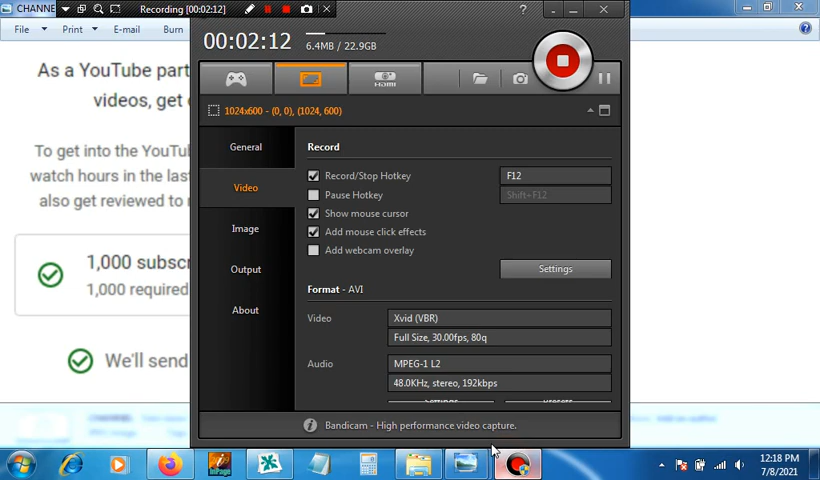 CHANNE
Recording [00:02:12]
File Print E-mail Burn
00:02:12
6.4MB / 22.9GB
HDMI
1024x600 - (0, 0), (1024, 600)
As a YouTube part
videos, get
To get into the YouTu
watch hours in the las
also get reviewed to
1,000 subscr
1,000 required
We'll send
General
Video
Image
Output
About
Record
Record/Stop Hotkey F12
Pause Hotkey Shift+F12
Show mouse cursor
Add mouse click effects
Add webcam overlay
Settings
Format - AVI
Video Xvid (VBR)
Full Size, 30.00fps, 80q
Audio MPEG-1 L2
48.0KHz, stereo, 192kbps
Bandicam - High performance video capture.
InPage
12:18 PM
7/8/2021